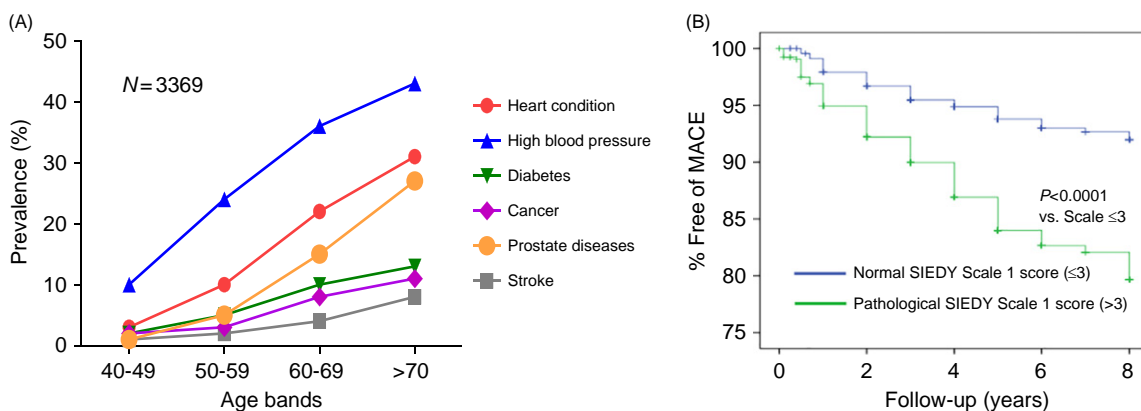 (A)
50
40
30
20
10
0
Prevalence (%)
N=3369
40-49 50-59 60-69 >70
Age bands
Heart condition
High blood pressure
Diabetes
Cancer
Prostate diseases
Stroke
(B)
100
95
90
85
80
75
% Free of MACE
P<0.0001
vs. Scale ≤3
Normal SIEDY Scale 1 score (≤3)
Pathological SIEDY Scale 1 score (>3)
0 2 4 6 8
Follow-up (years)